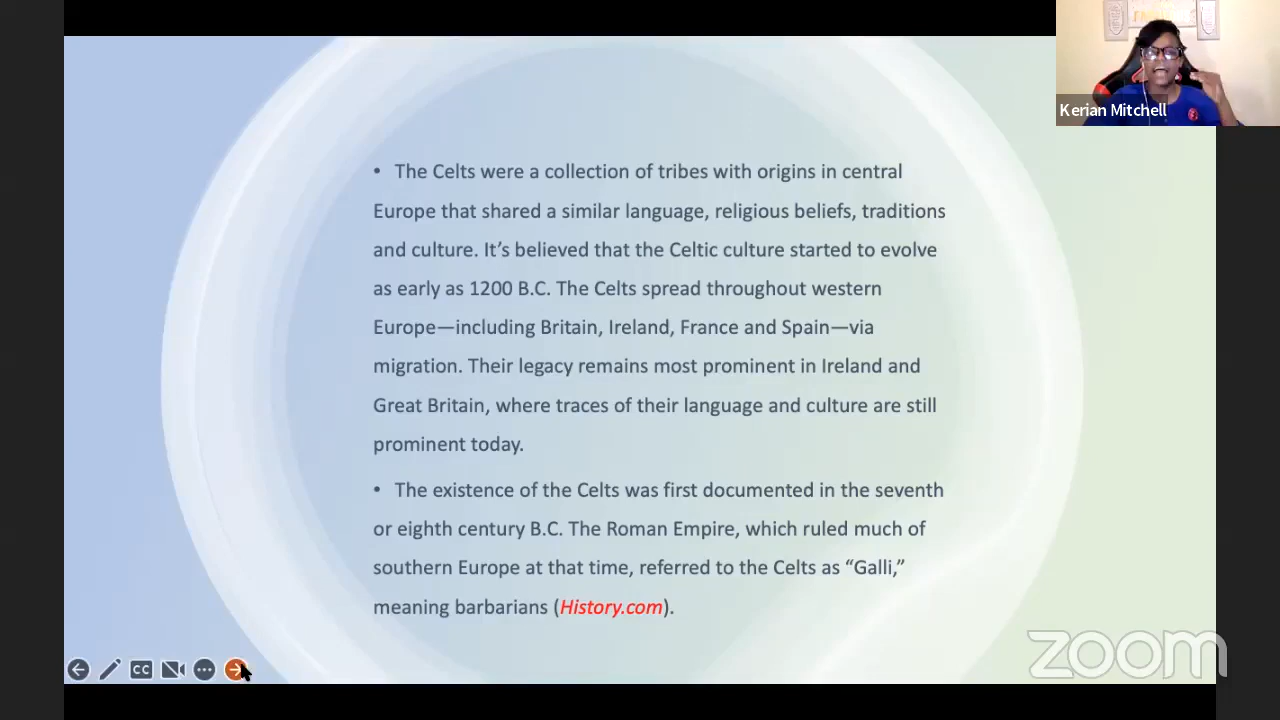 Kerian Mitchell
• The Celts were a collection of tribes with origins in central
Europe that shared a similar language, religious beliefs, traditions
and culture. It’s believed that the Celtic culture started to evolve
as early as 1200 B.C. The Celts spread throughout western
Europe—including Britain, Ireland, France and Spain—via
migration. Their legacy remains most prominent in Ireland and
Great Britain, where traces of their language and culture are still
prominent today.
• The existence of the Celts was first documented in the seventh
or eighth century B.C. The Roman Empire, which ruled much of
southern Europe at that time, referred to the Celts as “Galli,”
meaning barbarians (History.com).
CC
zoom